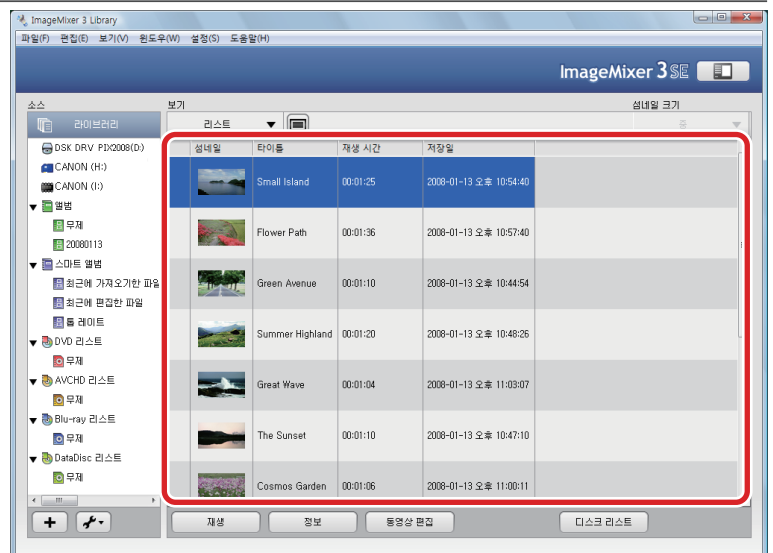 ImageMixer 3 Library
파일(F) 편집(E) 보기(V) 윈도우(W) 설정(S) 도움말(H)
ImageMixer 3 SE
소스 보기 섬네일 크기
라이브러리 리스트 중
DSK DRV PIX2008(D:)
CANON (H:)
CANON (I:)
앨범
무제
20080113
스마트 앨범
최근에 가져오기한 파일
최근에 편집한 파일
톱 레이트
DVD 리스트
무제
AVCHD 리스트
무제
Blu-ray 리스트
무제
DataDisc 리스트
무제
섬네일 타이틀 재생 시간 저장일
Small Island 00:01:25 2008-01-13 오후 10:54:40
Flower Path 00:01:36 2008-01-13 오후 10:57:40
Green Avenue 00:01:10 2008-01-13 오후 10:44:54
Summer Highland 00:01:20 2008-01-13 오후 10:48:26
Great Wave 00:01:04 2008-01-13 오후 11:03:07
The Sunset 00:01:10 2008-01-13 오후 10:47:10
Cosmos Garden 00:01:06 2008-01-13 오후 11:00:11
재생 정보 동영상 편집 디스크 리스트